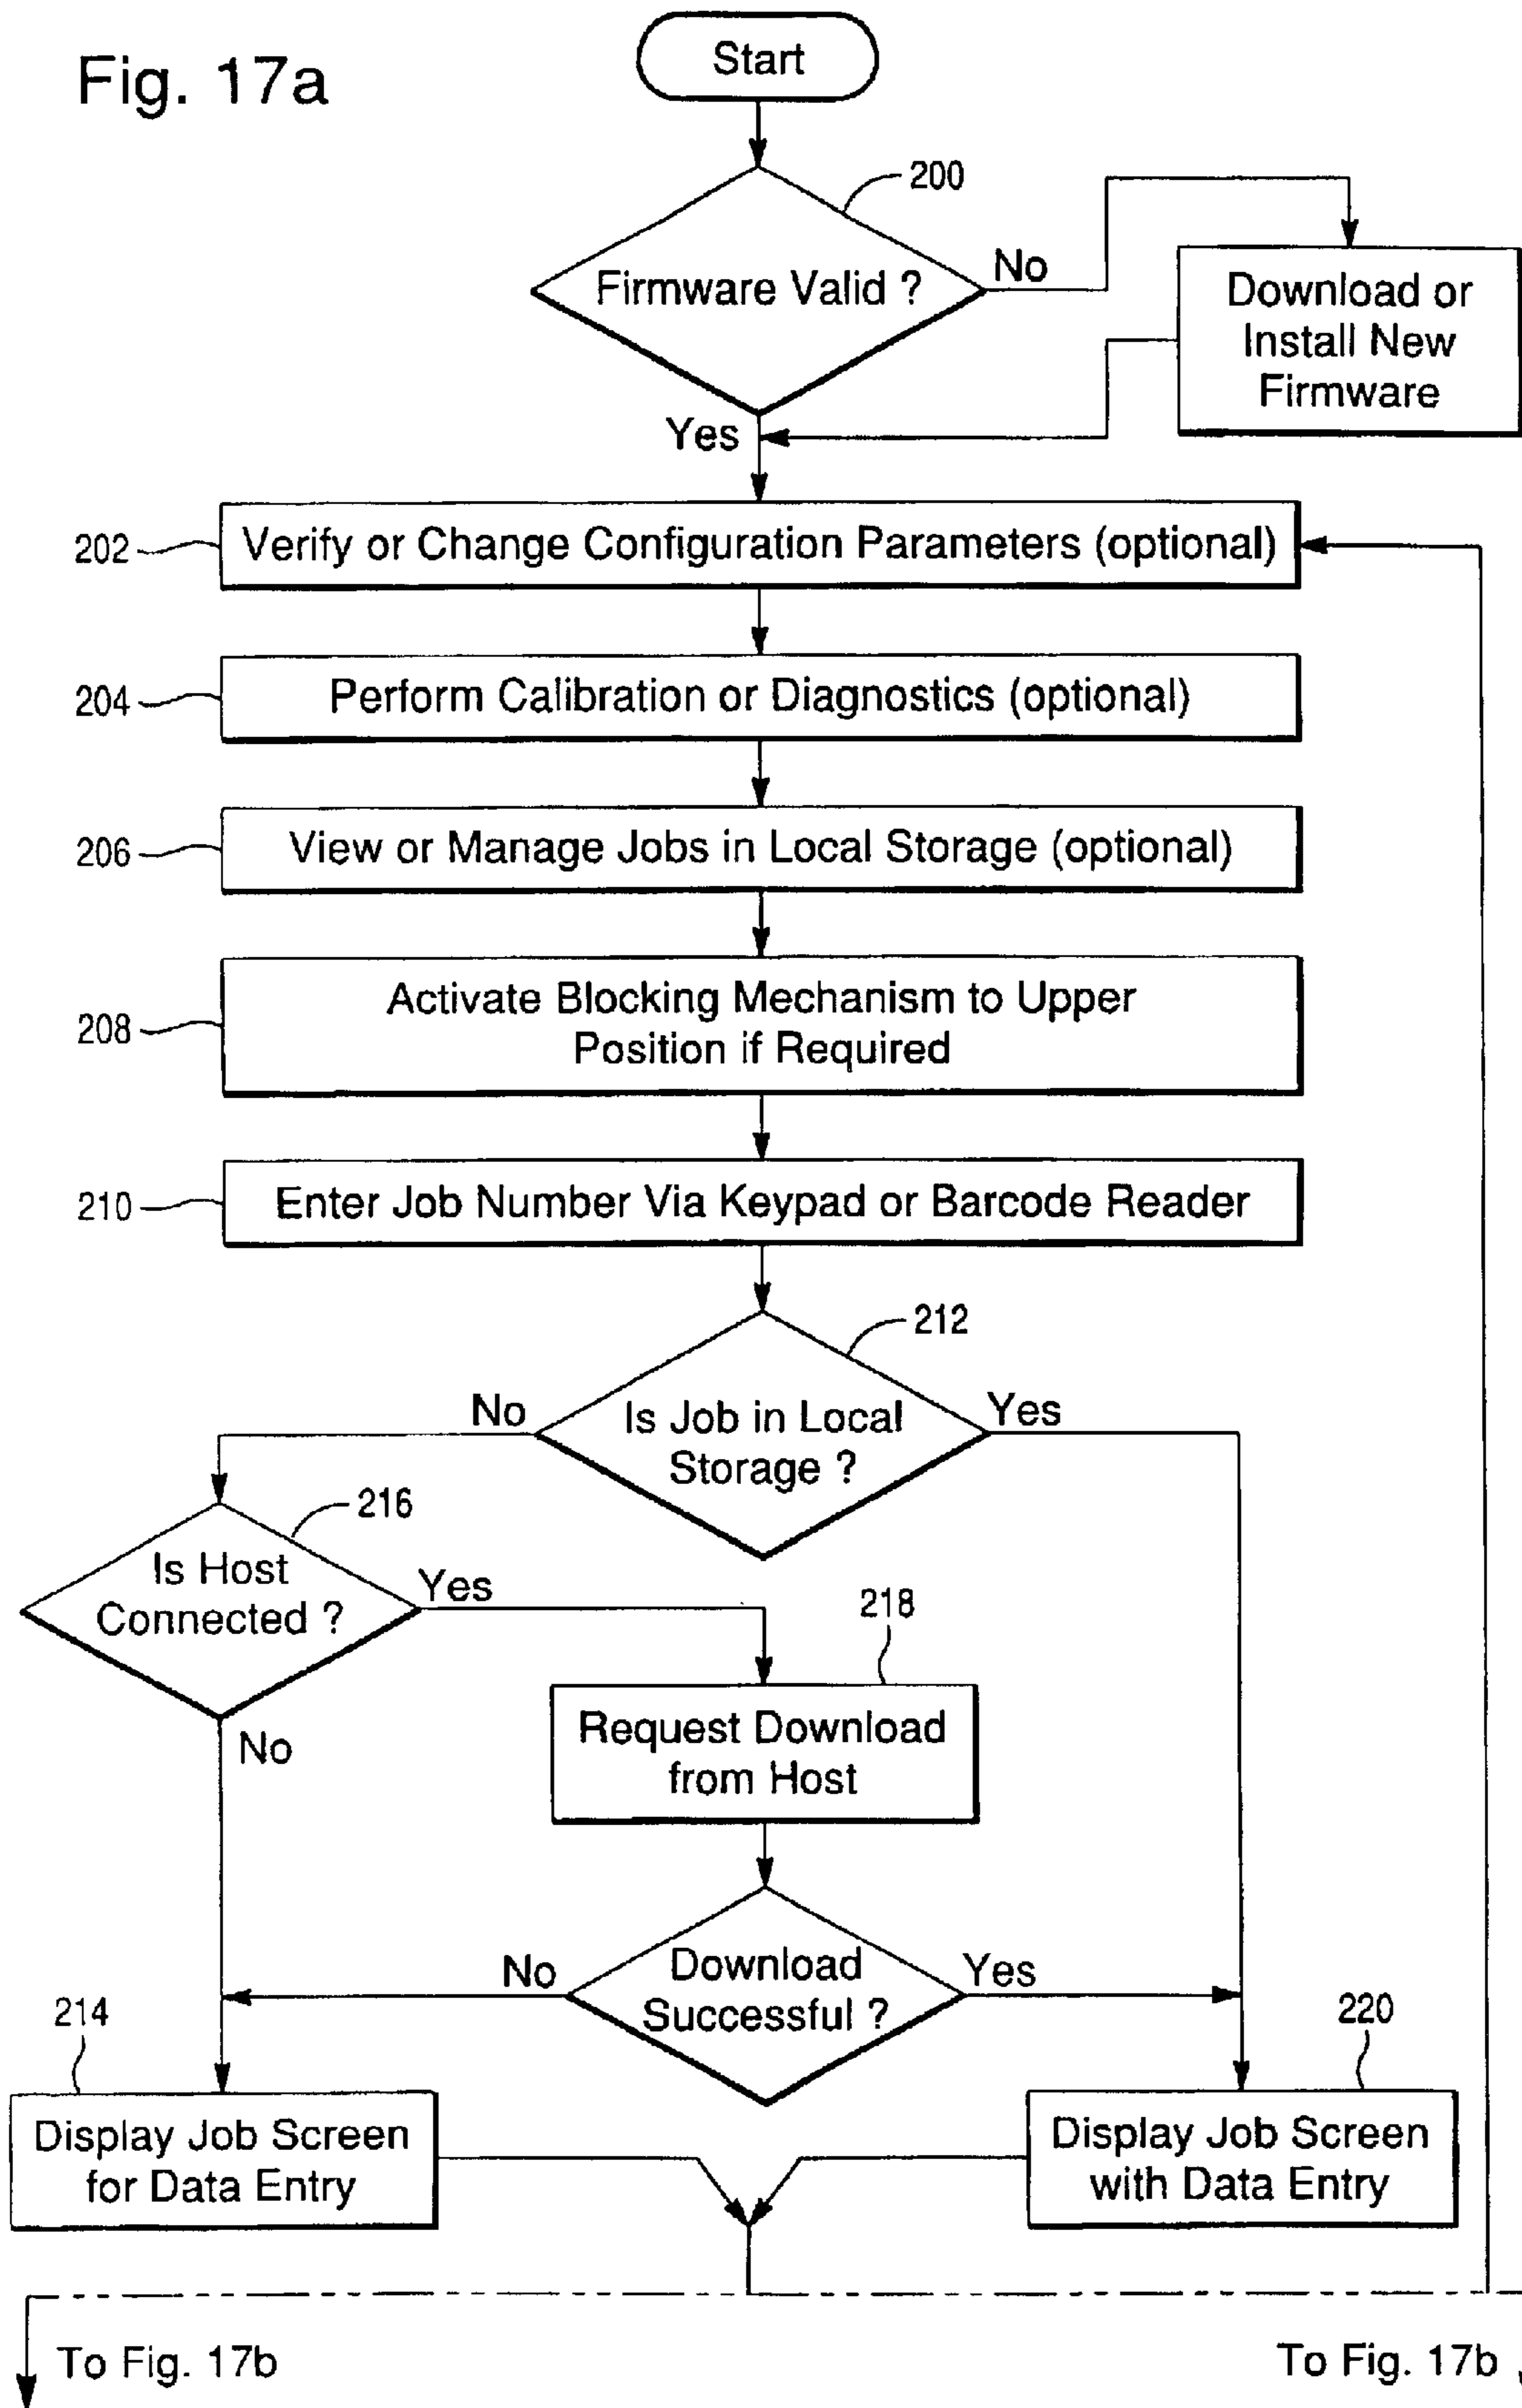 Fig. 17a
Start
200
Firmware Valid ?
No
Download or
Install New
Firmware
Yes
202
Verify or Change Configuration Parameters (optional)
204
Perform Calibration or Diagnostics (optional)
206
View or Manage Jobs in Local Storage (optional)
208
Activate Blocking Mechanism to Upper
Position if Required
210
Enter Job Number Via Keypad or Barcode Reader
212
No
Is Job in Local
Storage ?
Yes
216
Is Host
Connected ?
Yes
218
Request Download
from Host
No
No
Download
Successful ?
Yes
214
220
Display Job Screen
for Data Entry
Display Job Screen
with Data Entry
To Fig. 17b
To Fig. 17b